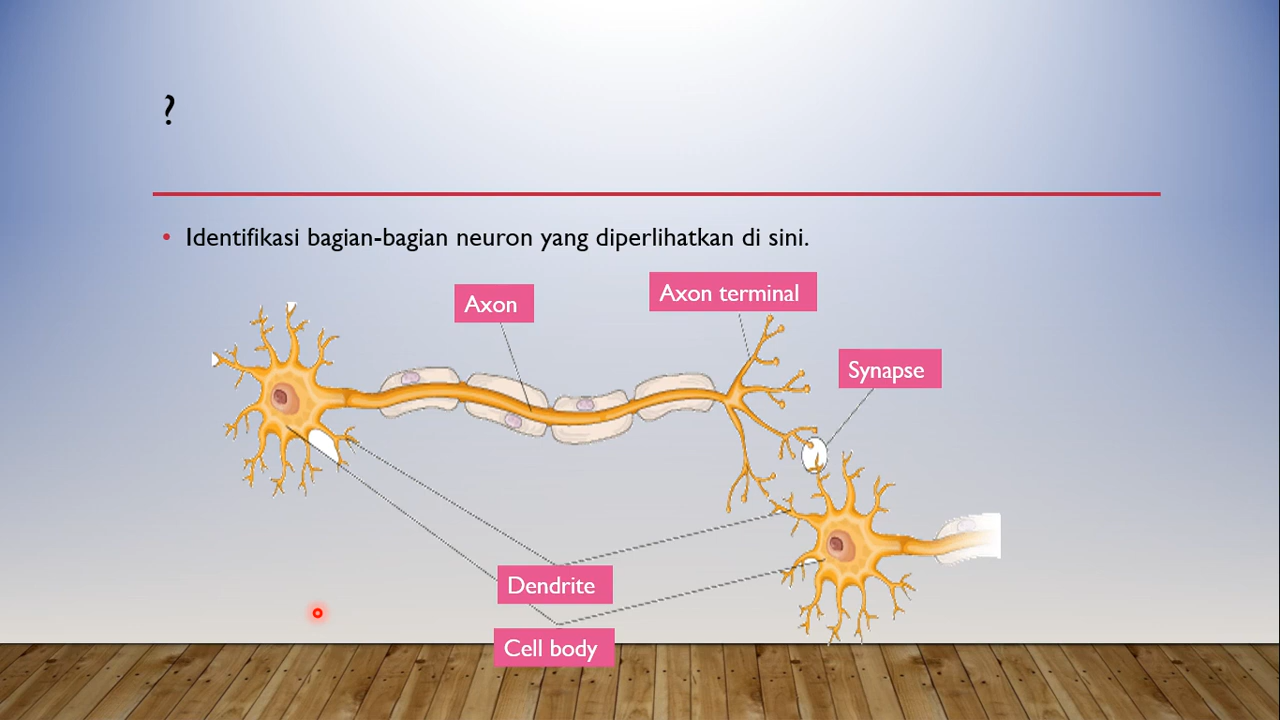 ?
Identifikasi bagian-bagian neuron yang diperlihatkan di sini.
Axon
Axon terminal
Synapse
Dendrite
Cell body